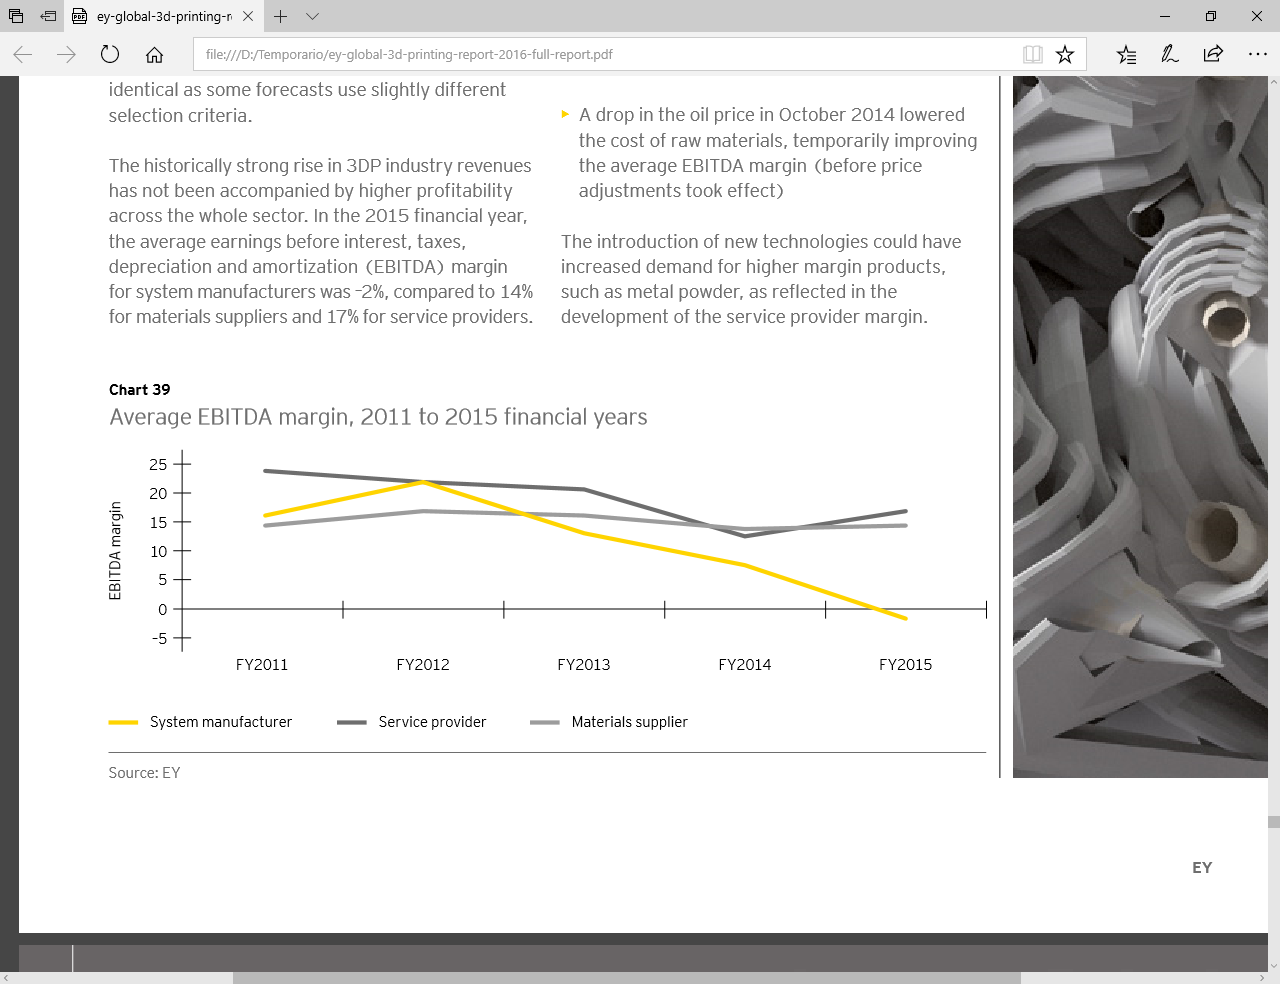 ey-global-3d-printing-r
file:///D:/Temporario/ey-global-3d-printing-report-2016-full-report.pdf
identical as some forecasts use slightly different
selection criteria.
The historically strong rise in 3DP industry revenues
has not been accompanied by higher profitability
across the whole sector. In the 2015 financial year,
the average earnings before interest, taxes,
depreciation and amortization (EBITDA) margin
for system manufacturers was -2%, compared to 14%
for materials suppliers and 17% for service providers.
A drop in the oil price in October 2014 lowered
the cost of raw materials, temporarily improving
the average EBITDA margin (before price
adjustments took effect)
The introduction of new technologies could have
increased demand for higher margin products,
such as metal powder, as reflected in the
development of the service provider margin.
Chart 39
Average EBITDA margin, 2011 to 2015 financial years
EBITDA margin
25
20
15
10
5
0
-5
FY2011 FY2012 FY2013 FY2014 FY2015
System manufacturer Service provider Materials supplier
Source: EY
EY